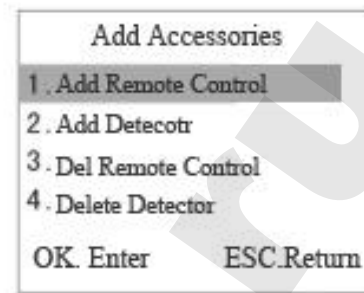 Add Accessories
1. Add Remote Control
2. Add Detecotr
3. Del Remote Control
4. Delete Detector
OK. Enter ESC.Return